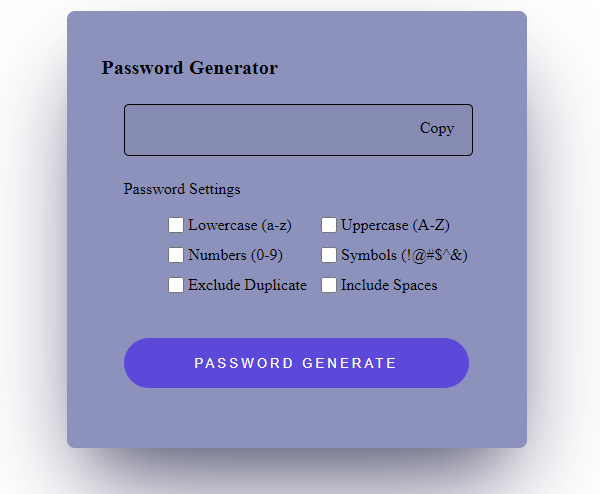 Password Generator
Copy
Password Settings
Lowercase (a-z) Uppercase (A-Z)
Numbers (0-9) Symbols (!@#$^&)
Exclude Duplicate Include Spaces
PASSWORD GENERATE